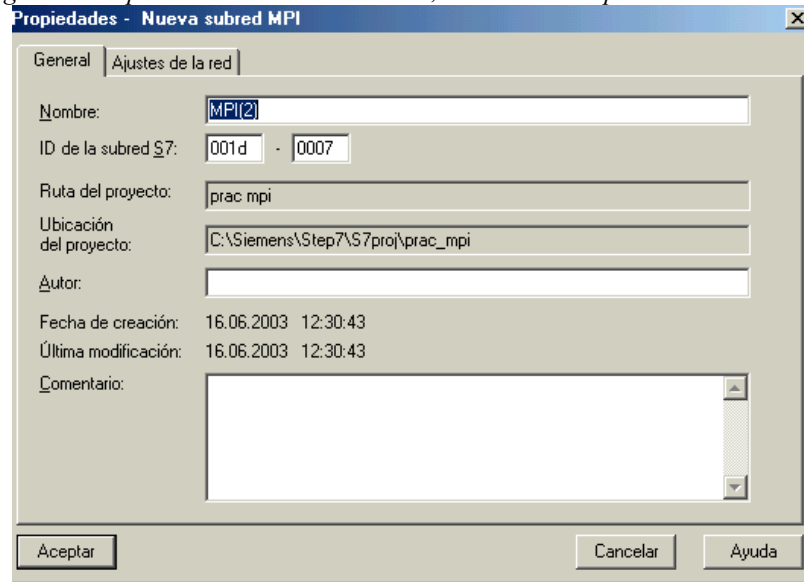 Propiedades - Nueva subred MPI
General Ajustes de la red
Nombre: MPI(2)
ID de la subred S7: 001d - 0007
Ruta del proyecto: prac mpi
Ubicación
del proyecto: C:\Siemens\Step7\S7proj\prac_mpi
Autor:
Fecha de creación: 16.06.2003 12:30:43
Última modificación: 16.06.2003 12:30:43
Comentario:
Aceptar Cancelar Ayuda